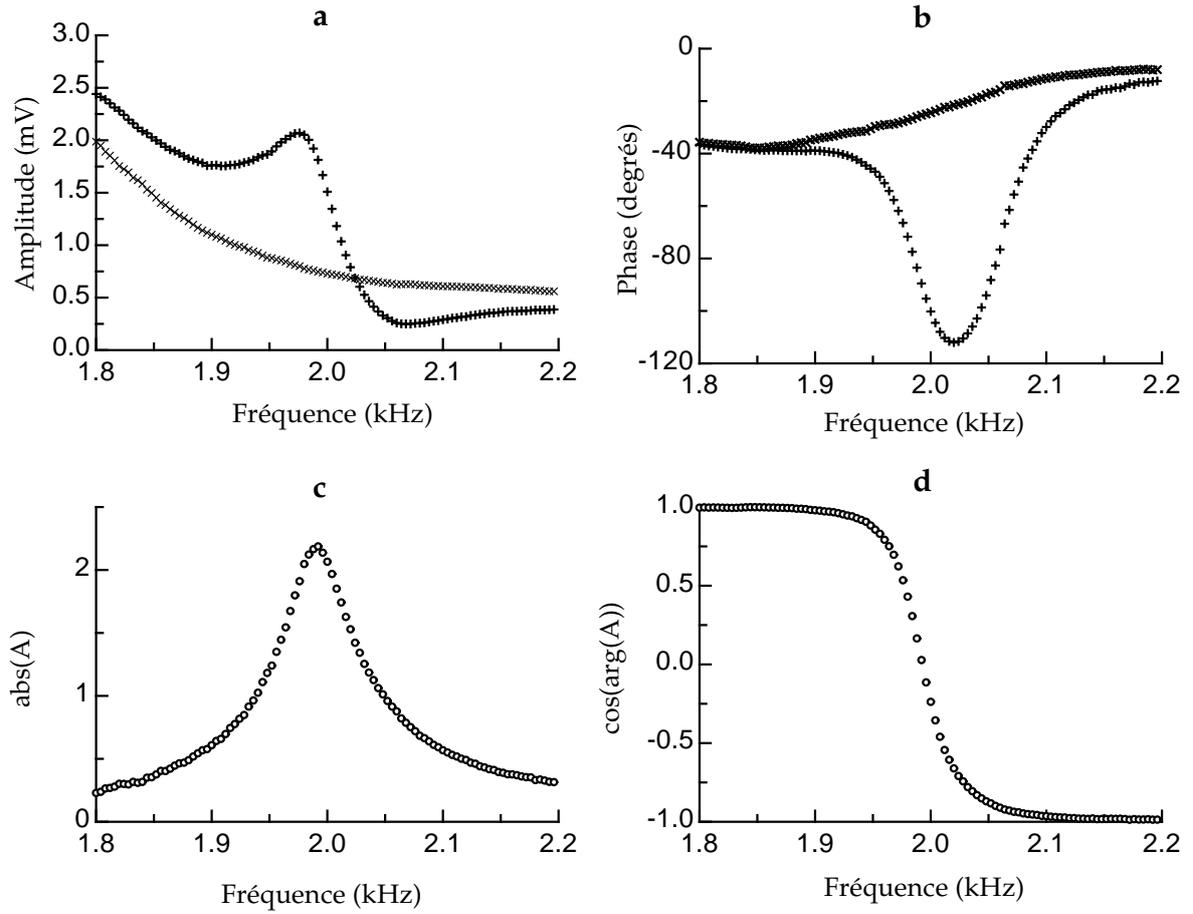 a
3.0
2.5
2.0
1.5
1.0
0.5
0.0
Amplitude (mV)
1.8 1.9 2.0 2.1 2.2
Fréquence (kHz)
b
0
-40
-80
-120
Phase (degrés)
1.8 1.9 2.0 2.1 2.2
Fréquence (kHz)
c
2
1
0
abs(A)
1.8 1.9 2.0 2.1 2.2
Fréquence (kHz)
d
1.0
0.5
0.0
-0.5
-1.0
cos(arg(A))
1.8 1.9 2.0 2.1 2.2
Fréquence (kHz)